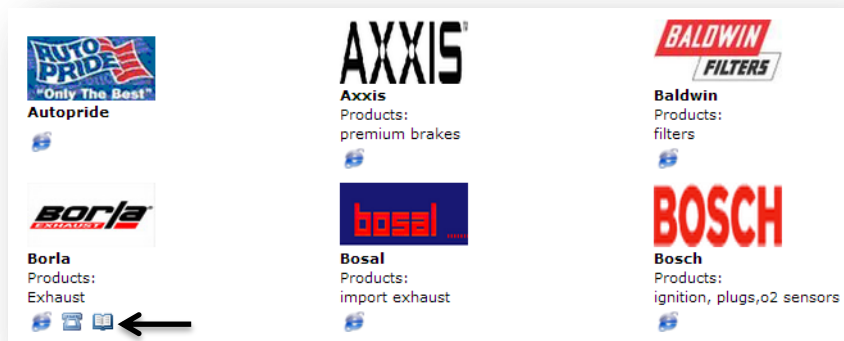 AUTO PRIDE
"Only The Best"
Autopride
AXXIS
Axxis
Products:
premium brakes
BALDWIN
FILTERS
Baldwin
Products:
filters
Borla
EXHAUST
Borla
Products:
Exhaust
bosal
Bosal
Products:
import exhaust
BOSCH
Bosch
Products:
ignition, plugs,o2 sensors